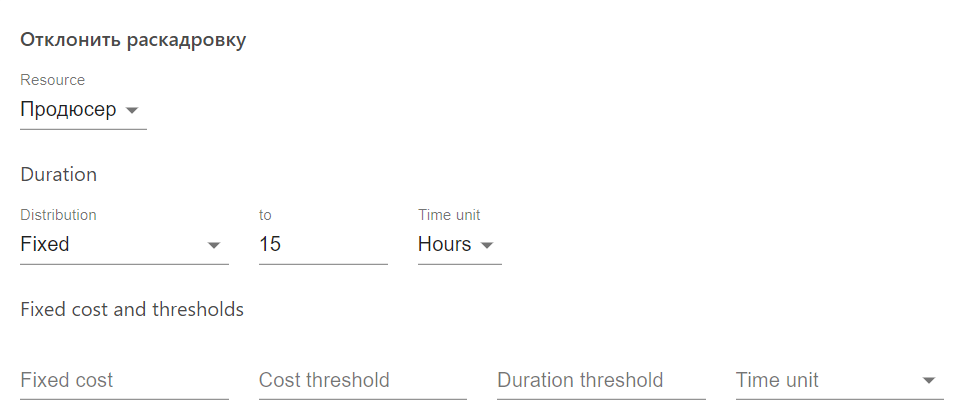 Отклонить раскадровку
Resource
Продюсер
Duration
Distribution to Time unit
Fixed 15 Hours
Fixed cost and thresholds
Fixed cost Cost threshold Duration threshold Time unit